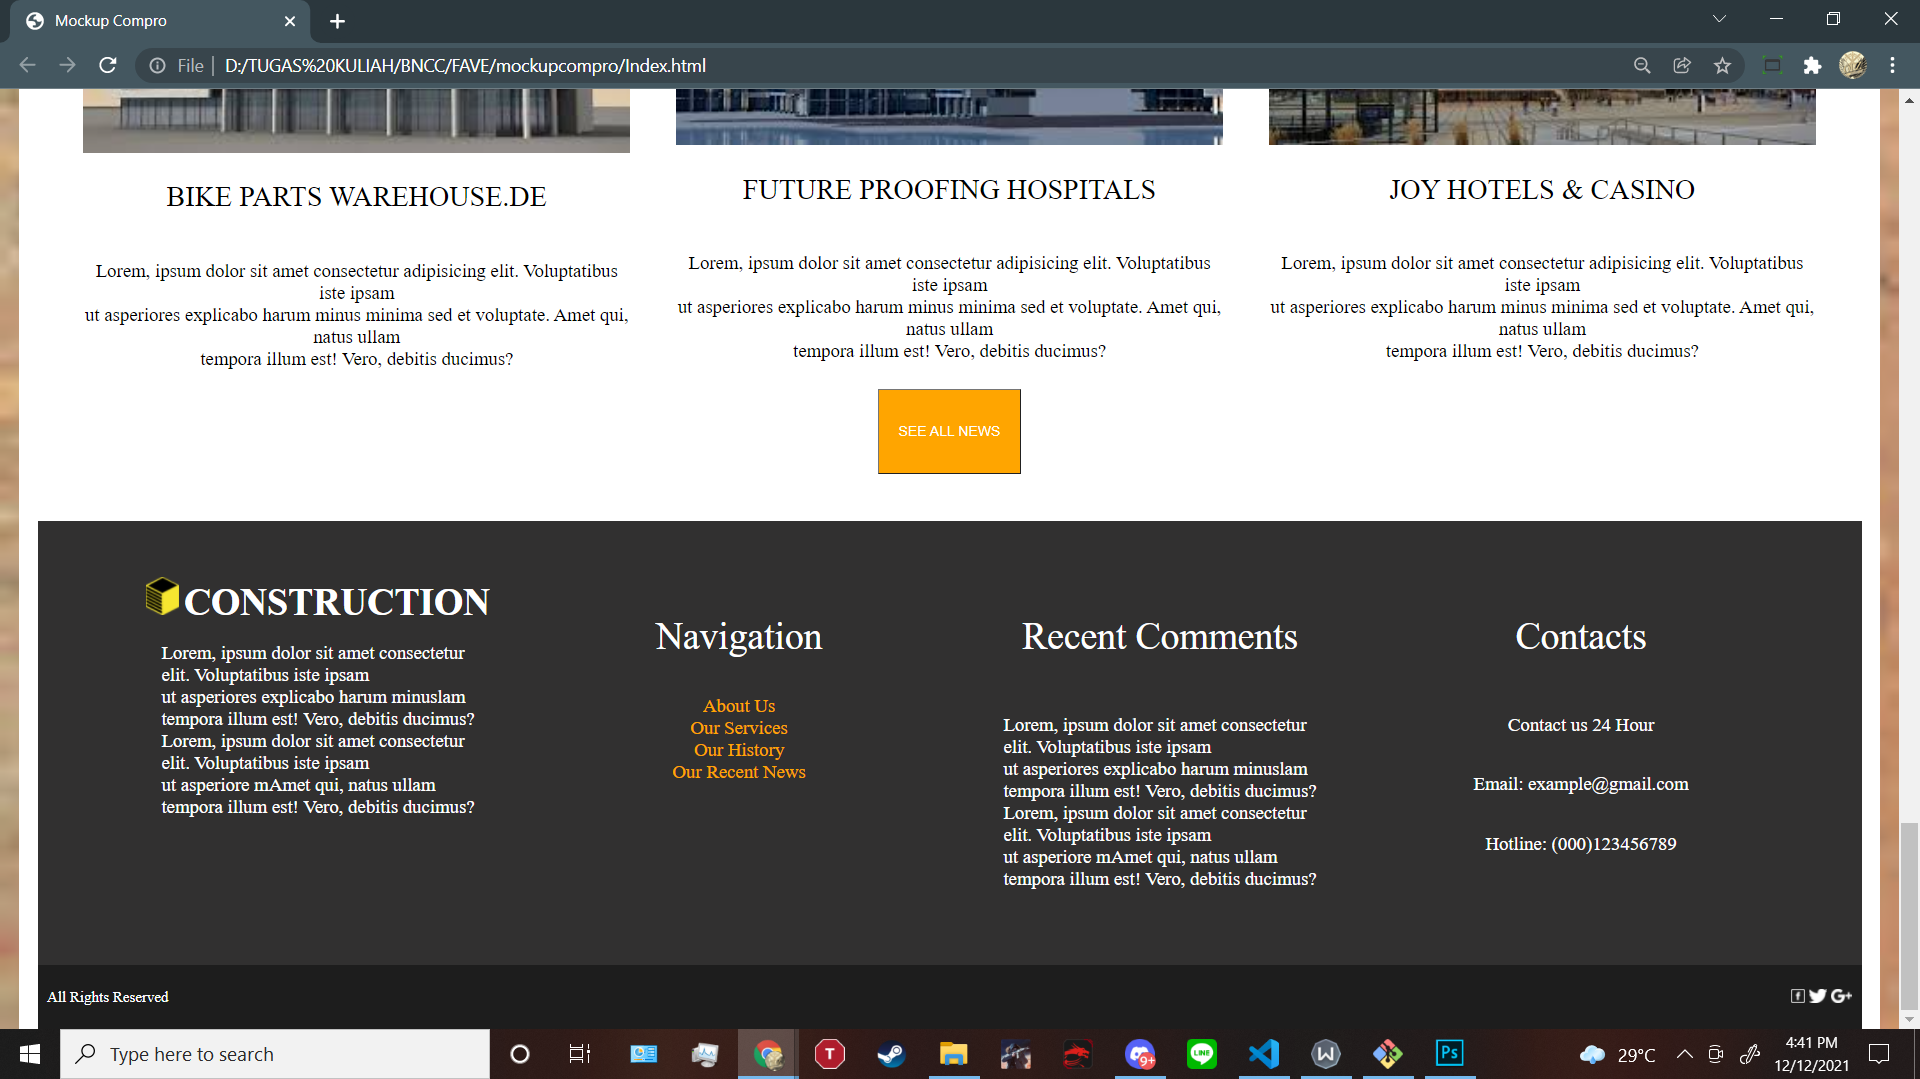 Mockup Compro
File
D:/TUGAS%20KULIAH/BNCC/FAVE/mockupcompro/Index.html
BIKE PARTS WAREHOUSE.DE
Lorem, ipsum dolor sit amet consectetur adipisicing elit. Voluptatibus
iste ipsam
ut asperiores explicabo harum minus minima sed et voluptate. Amet qui,
natus ullam
tempora illum est! Vero, debitis ducimus?
FUTURE PROOFING HOSPITALS
Lorem, ipsum dolor sit amet consectetur adipisicing elit. Voluptatibus
iste ipsam
ut asperiores explicabo harum minus minima sed et voluptate. Amet qui,
natus ullam
tempora illum est! Vero, debitis ducimus?
JOY HOTELS & CASINO
Lorem, ipsum dolor sit amet consectetur adipisicing elit. Voluptatibus
iste ipsam
ut asperiores explicabo harum minus minima sed et voluptate. Amet qui,
natus ullam
tempora illum est! Vero, debitis ducimus?
SEE ALL NEWS
CONSTRUCTION
Lorem, ipsum dolor sit amet consectetur
elit. Voluptatibus iste ipsam
ut asperiores explicabo harum minuslam
tempora illum est! Vero, debitis ducimus?
Lorem, ipsum dolor sit amet consectetur
elit. Voluptatibus iste ipsam
ut asperiore mAmet qui, natus ullam
tempora illum est! Vero, debitis ducimus?
Navigation
About Us
Our Services
Our History
Our Recent News
Recent Comments
Lorem, ipsum dolor sit amet consectetur
elit. Voluptatibus iste ipsam
ut asperiores explicabo harum minuslam
tempora illum est! Vero, debitis ducimus?
Lorem, ipsum dolor sit amet consectetur
elit. Voluptatibus iste ipsam
ut asperiore mAmet qui, natus ullam
tempora illum est! Vero, debitis ducimus?
Contacts
Contact us 24 Hour
Email: example@gmail.com
Hotline: (000)123456789
All Rights Reserved
f G+
Type here to search
T
9+
LINE
W
Ps
29°C
4:41 PM
12/12/2021